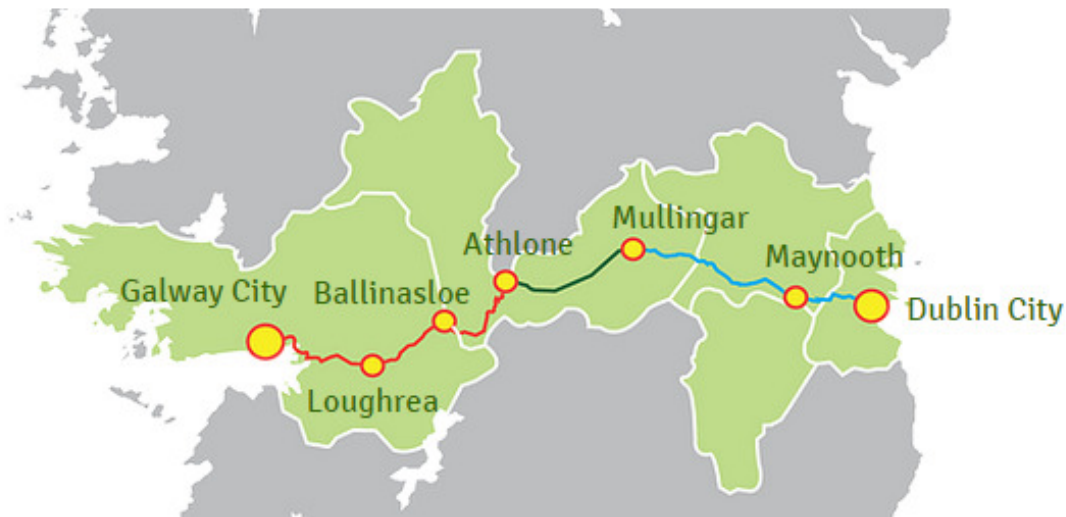 Mullingar
Athlone
Maynooth
Galway City
Ballinasloe
Dublin City
Loughrea